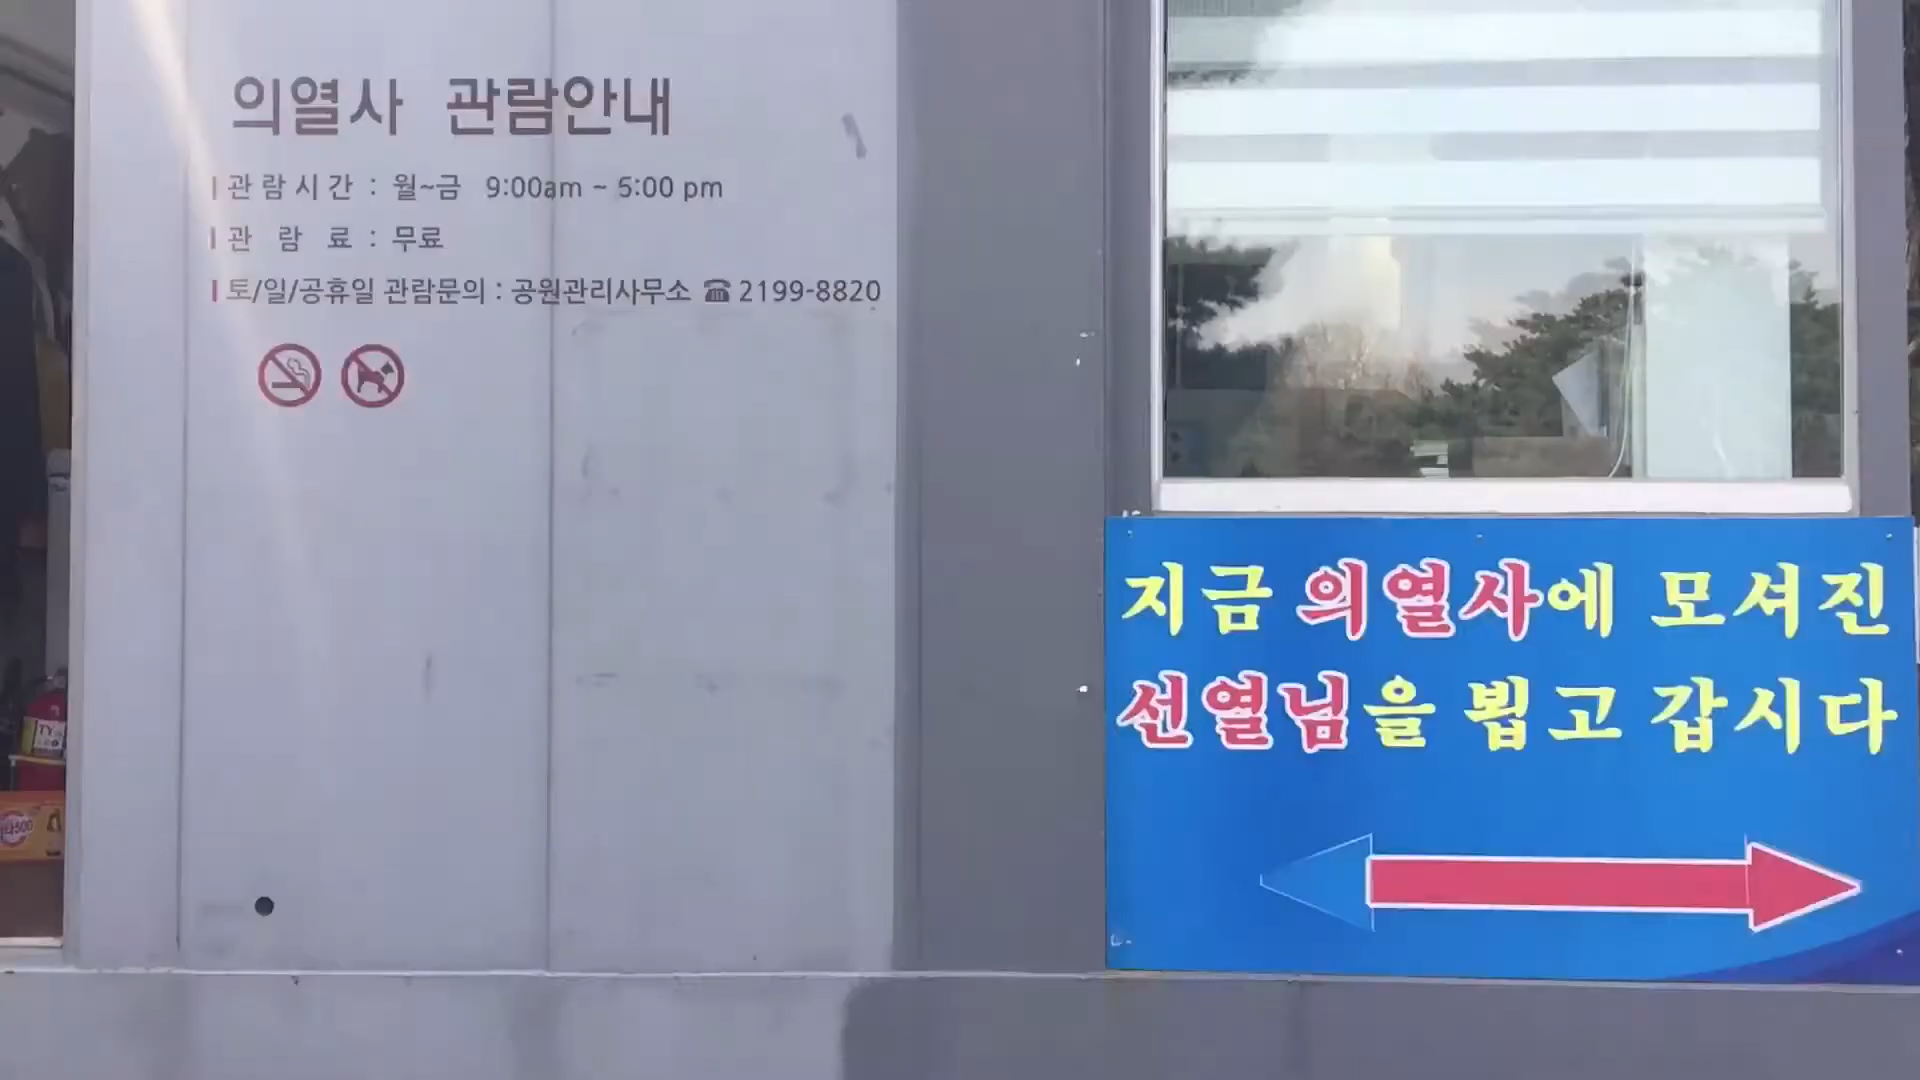 의열사 관람안내
관람시간 : 월~금 9:00am ~ 5:00 pm
관 람 료 : 무료
토/일/공휴일 관람문의 : 공원관리사무소 ☎ 2199-8820
지금 의열사에 모셔진
선열님을 뵙고 갑시다
TY
500